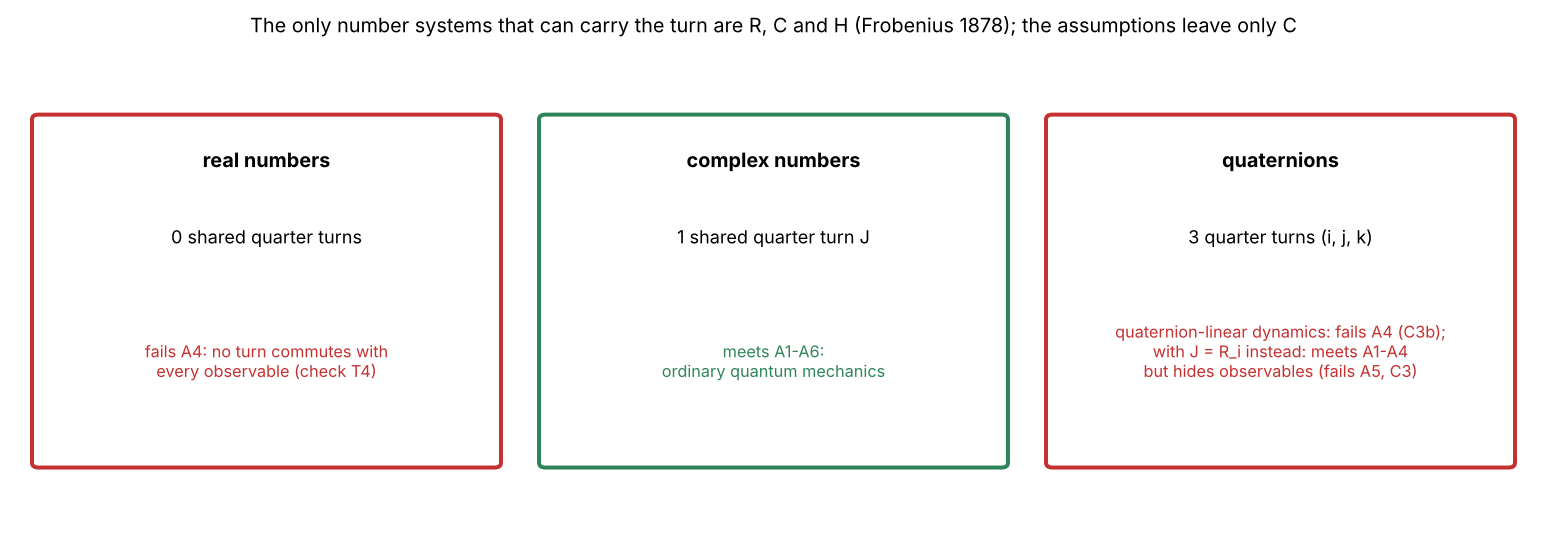 The only number systems that can carry the turn are R, C and H (Frobenius 1878); the assumptions leave only C
real numbers
0 shared quarter turns
fails A4: no turn commutes with
every observable (check T4)
complex numbers
1 shared quarter turn J
meets A1-A6:
ordinary quantum mechanics
quaternions
3 quarter turns (i, j, k)
quaternion-linear dynamics: fails A4 (C3b);
with J = R_i instead: meets A1-A4
but hides observables (fails A5, C3)